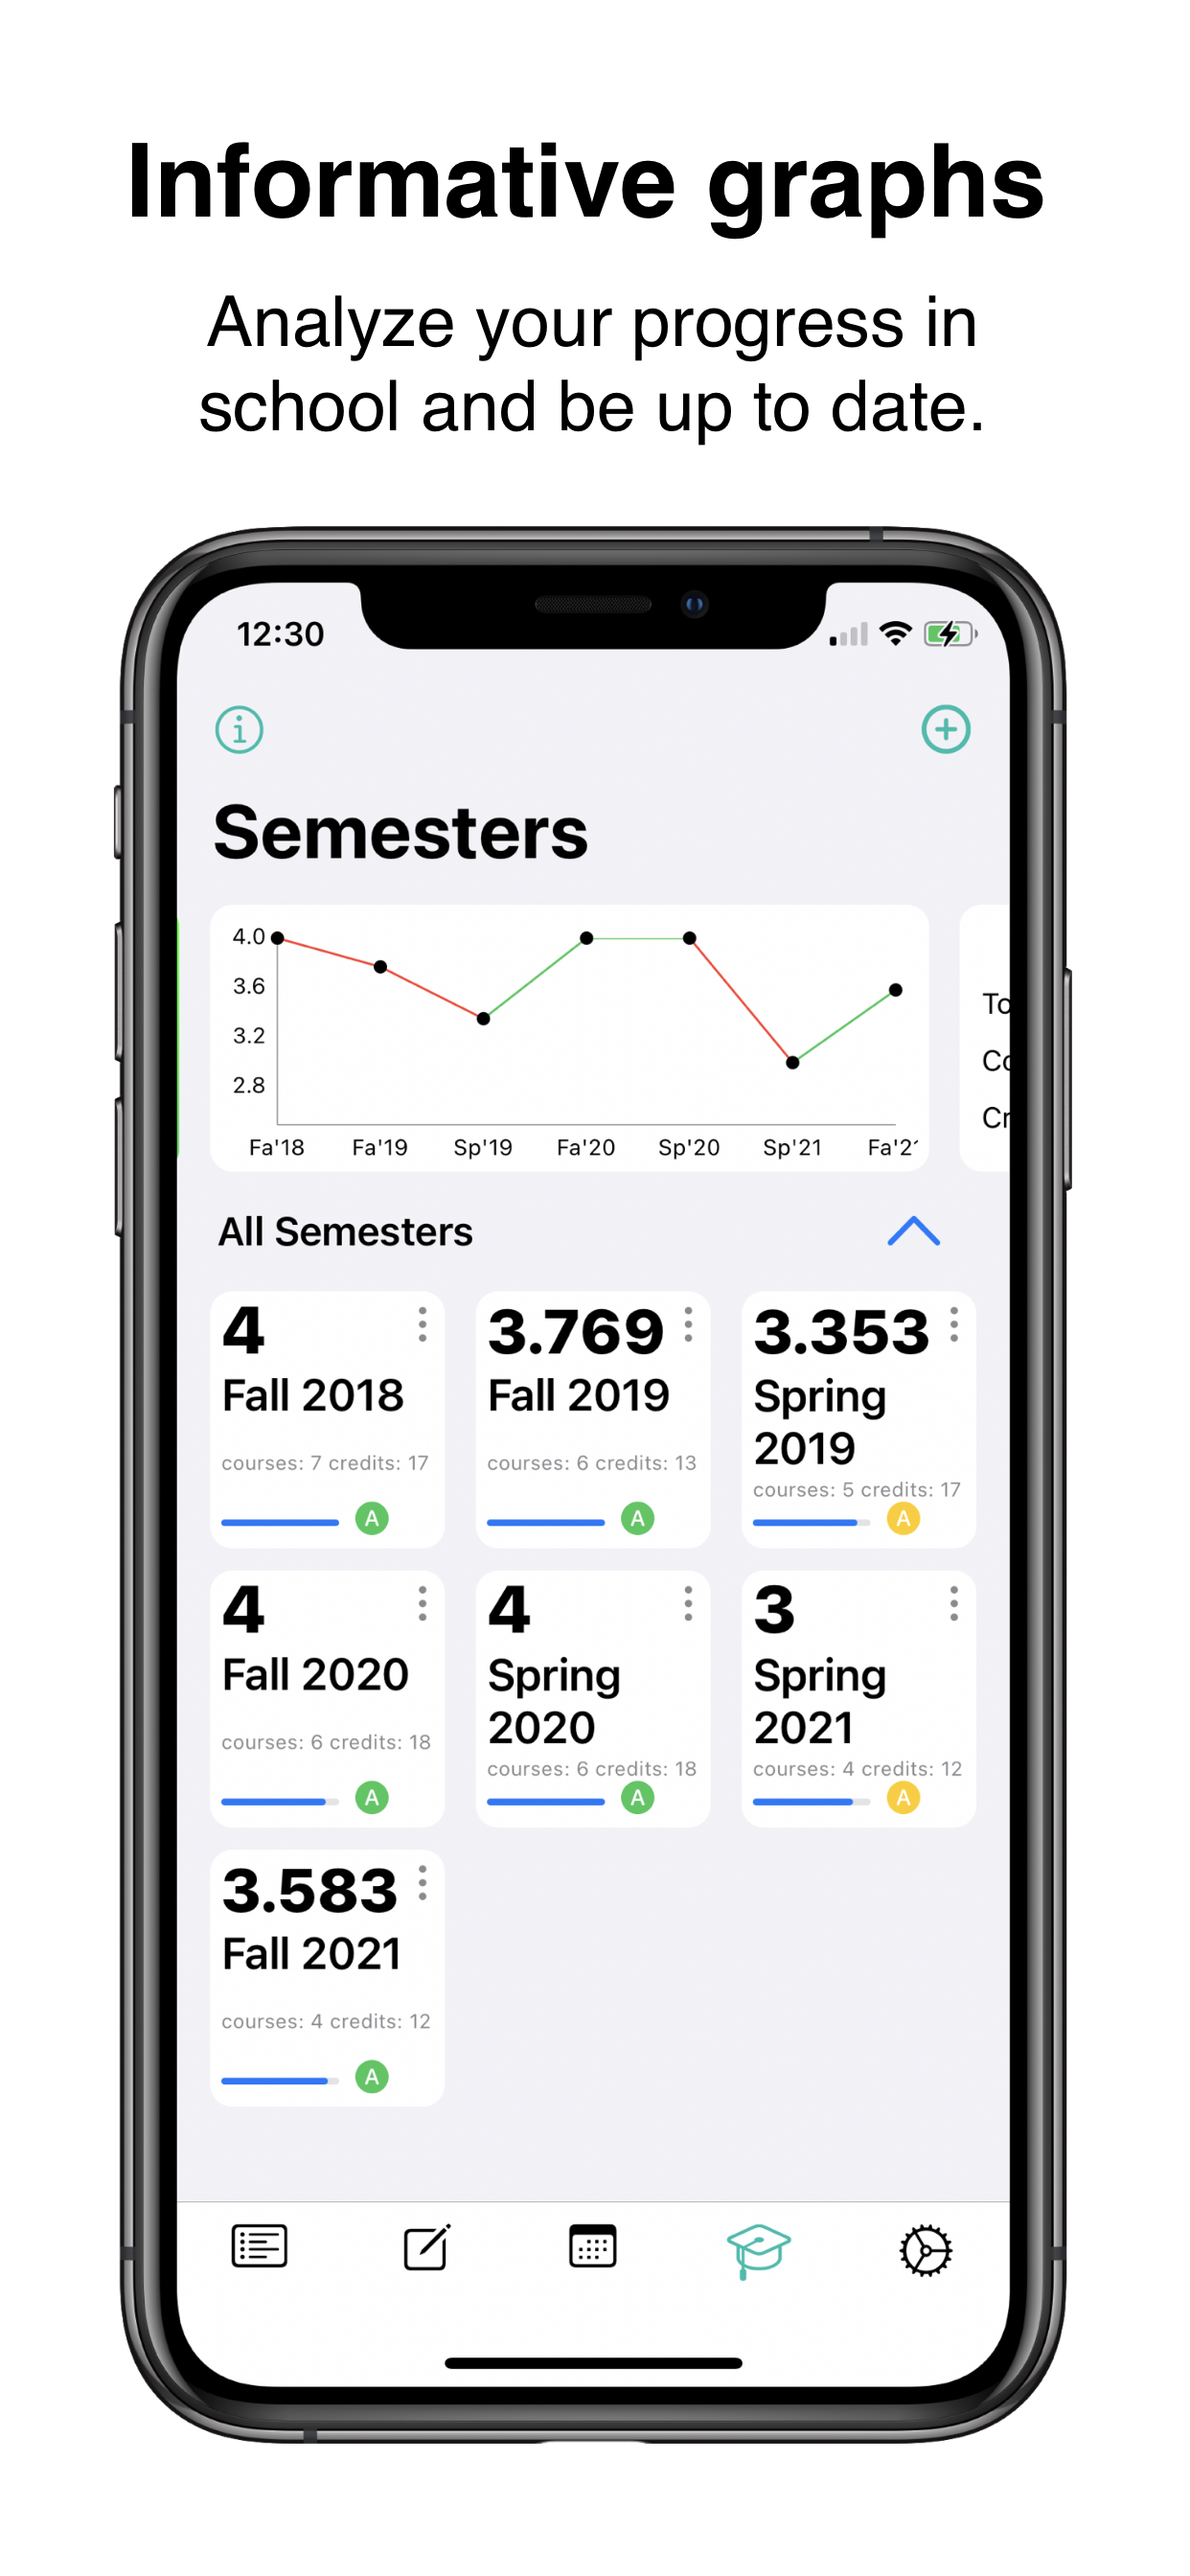 Informative graphs
Analyze your progress in
school and be up to date.
12:30
Semesters
4.0
3.6
3.2
2.8
Fa'18 Fa'19 Sp'19 Fa'20 Sp'20 Sp'21 Fa'2
To
Co
Cr
All Semesters
4
Fall 2018
courses: 7 credits: 17
A
3.769
Fall 2019
courses: 6 credits: 13
A
3.353
Spring
2019
courses: 5 credits: 17
A
4
Fall 2020
courses: 6 credits: 18
A
4
Spring
2020
courses: 6 credits: 18
A
3
Spring
2021
courses: 4 credits: 12
A
3.583
Fall 2021
courses: 4 credits: 12
A